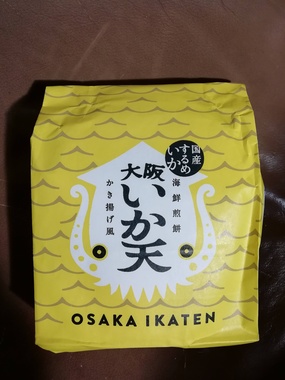 国産
するめ
いか
大阪
いか天
海鮮煎餅
かき揚げ風
OSAKA IKATEN